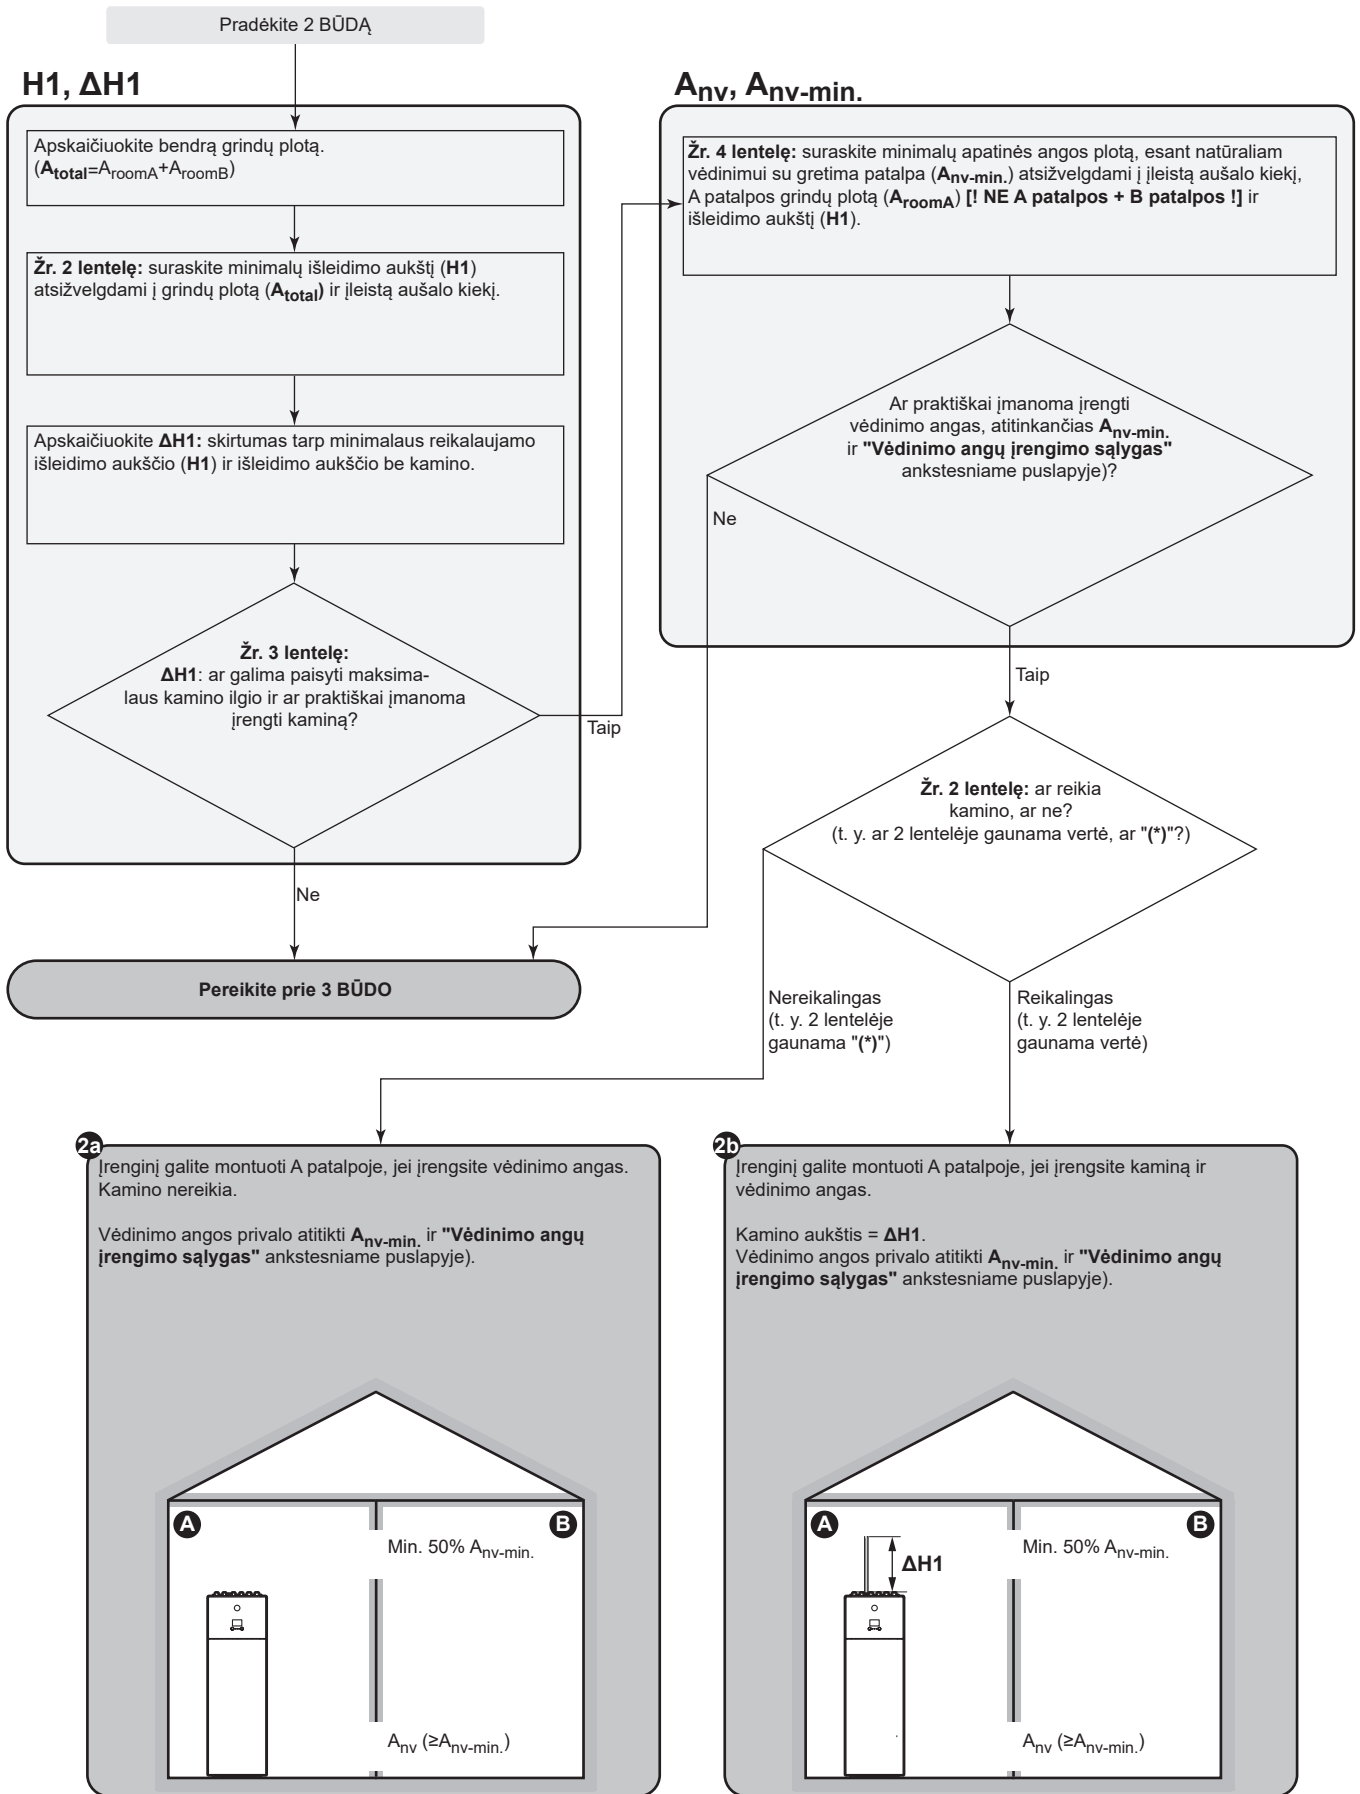 Pradėkite 2 BŪDĄ
H1, ΔH1
Apskaičiuokite bendrą grindų plotą.
(Atotal=AroomA+AroomB)
Žr. 2 lentelę: suraskite minimalų išleidimo aukštį (H1)
atsižvelgdami į grindų plotą (Atotal) ir įleistą aušalo kiekį.
Apskaičiuokite ΔH1: skirtumas tarp minimalaus reikalaujamo
išleidimo aukščio (H1) ir išleidimo aukščio be kamino.
Žr. 3 lentelę:
ΔH1: ar galima paisyti maksima-
laus kamino ilgio ir ar praktiškai įmanoma
įrengti kaminą?
Taip
Ne
Anv, Anv-min.
Žr. 4 lentelę: suraskite minimalų apatinės angos plotą, esant natūraliam
vėdinimui su gretima patalpa (Anv-min.) atsižvelgdami į įleistą aušalo kiekį,
A patalpos grindų plotą (AroomA) [! NE A patalpos + B patalpos !] ir
išleidimo aukštį (H1).
Ar praktiškai įmanoma įrengti
vėdinimo angas, atitinkančias Anv-min.
ir "Vėdinimo angų įrengimo sąlygas"
ankstesniame puslapyje)?
Ne
Taip
Žr. 2 lentelę: ar reikia
kamino, ar ne?
(t. y. ar 2 lentelėje gaunama vertė, ar "(*)"?)
Pereikite prie 3 BŪDO
Nereikalingas
(t. y. 2 lentelėje
gaunama "(*)")
Reikalingas
(t. y. 2 lentelėje
gaunama vertė)
2a
Įrenginį galite montuoti A patalpoje, jei įrengsite vėdinimo angas.
Kamino nereikia.
Vėdinimo angos privalo atitikti Anv-min. ir "Vėdinimo angų
įrengimo sąlygas" ankstesniame puslapyje).
A
B
Min. 50% Anv-min.
Anv (≥Anv-min.)
2b
Įrenginį galite montuoti A patalpoje, jei įrengsite kaminą ir
vėdinimo angas.
Kamino aukštis = ΔH1.
Vėdinimo angos privalo atitikti Anv-min. ir "Vėdinimo angų
įrengimo sąlygas" ankstesniame puslapyje).
A
B
Min. 50% Anv-min.
ΔH1
Anv (≥Anv-min.)